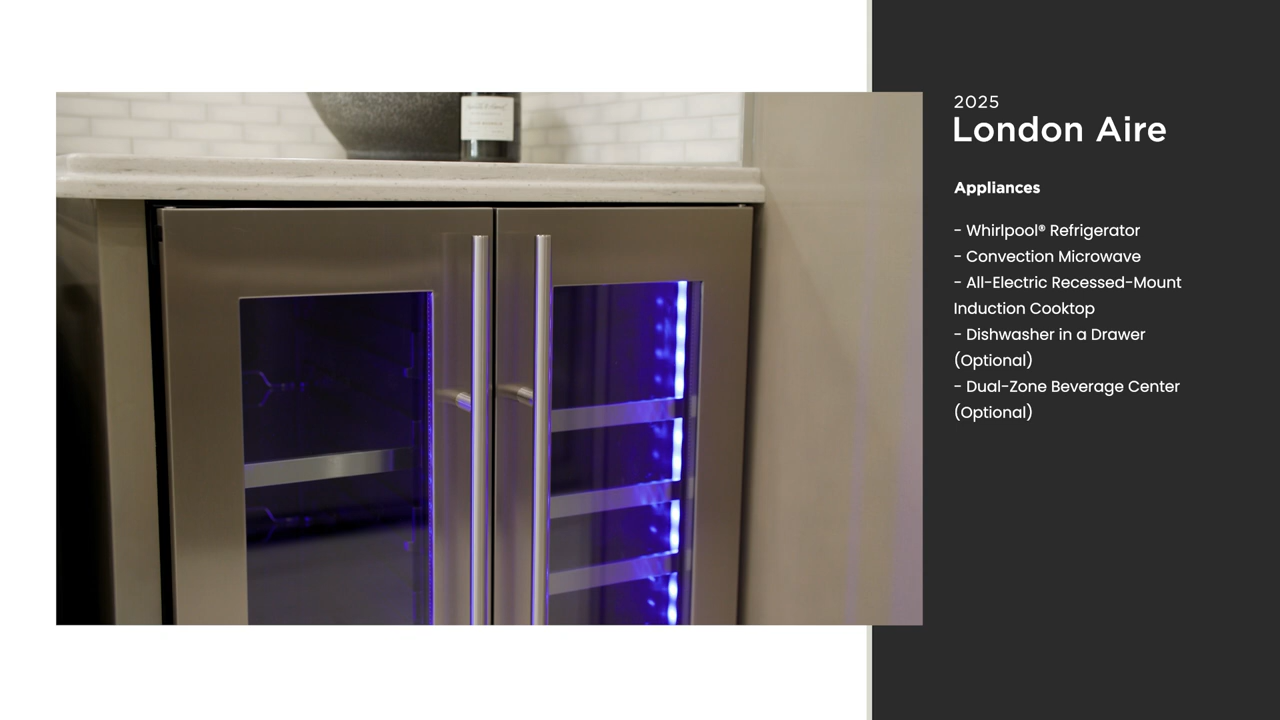 2025
London Aire
Appliances
- Whirlpool® Refrigerator
- Convection Microwave
- All-Electric Recessed-Mount
Induction Cooktop
- Dishwasher in a Drawer
(Optional)
- Dual-Zone Beverage Center
(Optional)